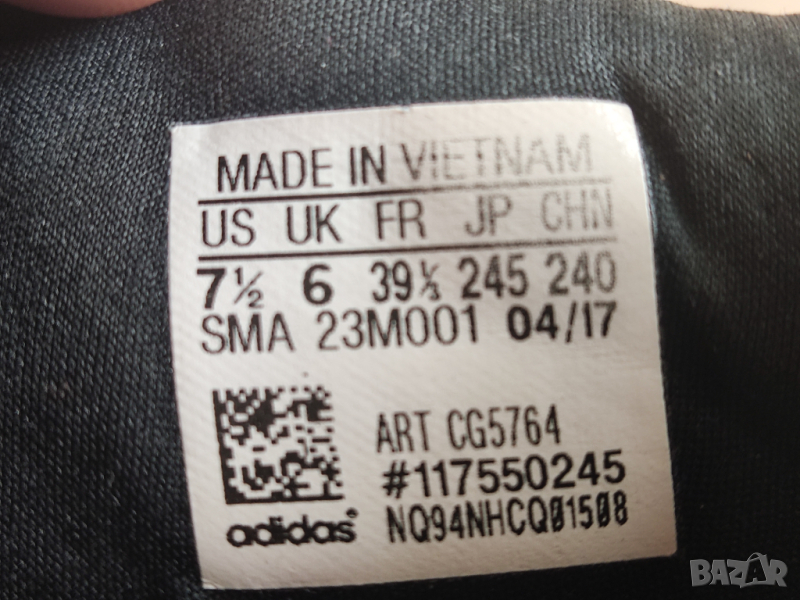 MADE IN VIETNAM
US UK FR JP CHN
7½ 6 39⅓ 245 240
SMA 23M001 04/17
ART CG5764
#117550245
adidas® NQ94NHCQ01508
BAZAR